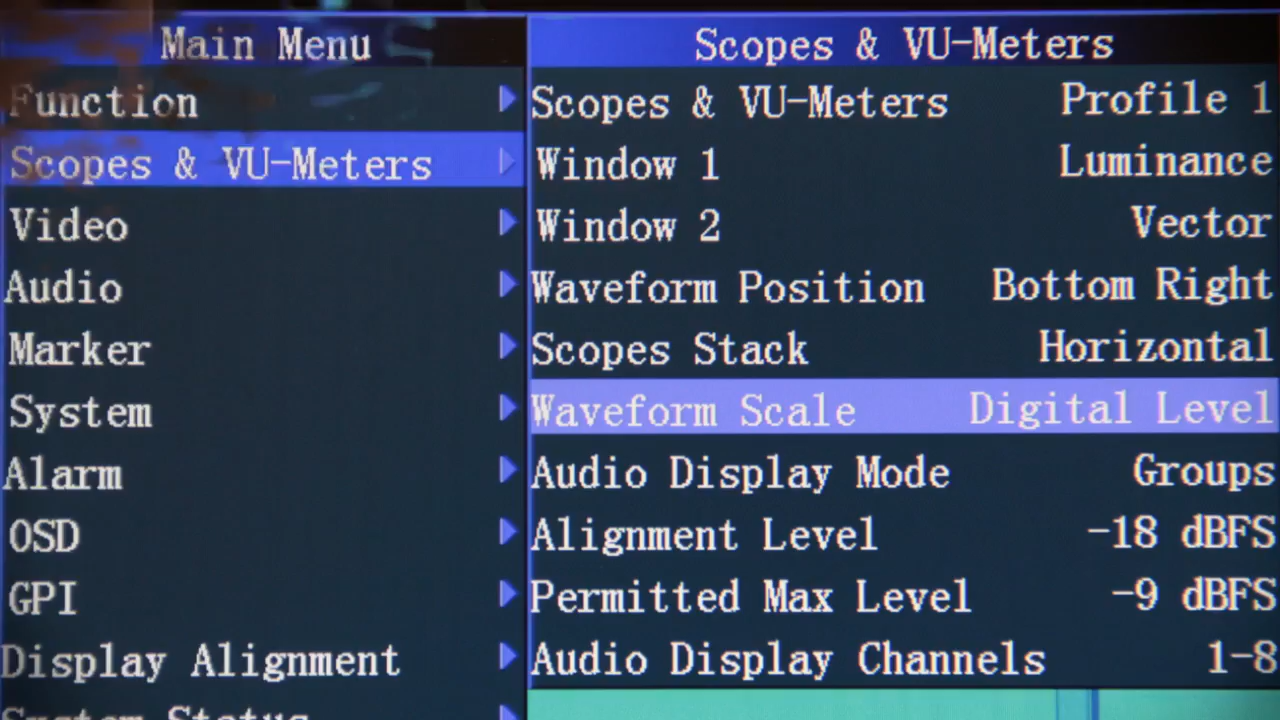 Main Menu
Function
Scopes & VU-Meters
Video
Audio
Marker
System
Alarm
OSD
GPI
Display Alignment
System Status
Scopes & VU-Meters
Scopes & VU-Meters Profile 1
Window 1 Luminance
Window 2 Vector
Waveform Position Bottom Right
Scopes Stack Horizontal
Waveform Scale Digital Level
Audio Display Mode Groups
Alignment Level -18 dBFS
Permitted Max Level -9 dBFS
Audio Display Channels 1-8